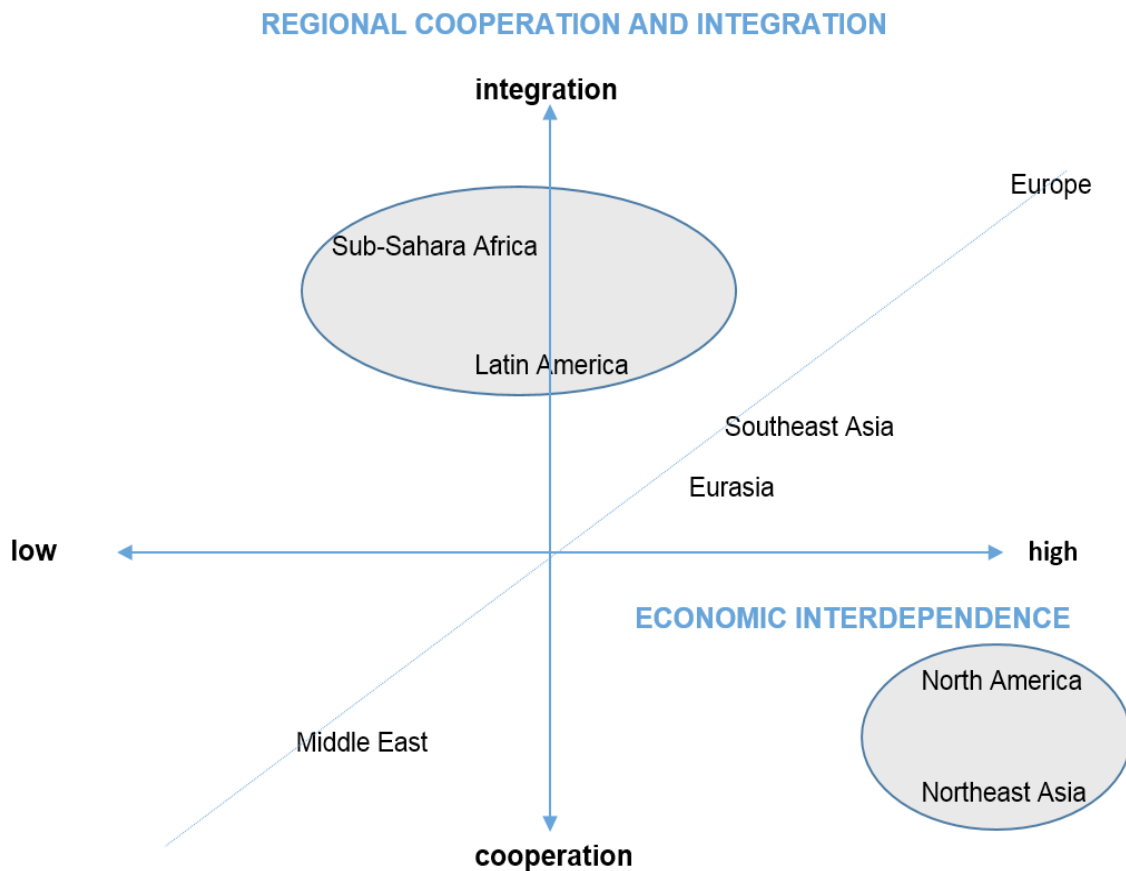 REGIONAL COOPERATION AND INTEGRATION
integration
Europe
Sub-Sahara Africa
Latin America
Southeast Asia
Eurasia
low
high
ECONOMIC INTERDEPENDENCE
North America
Middle East
Northeast Asia
cooperation